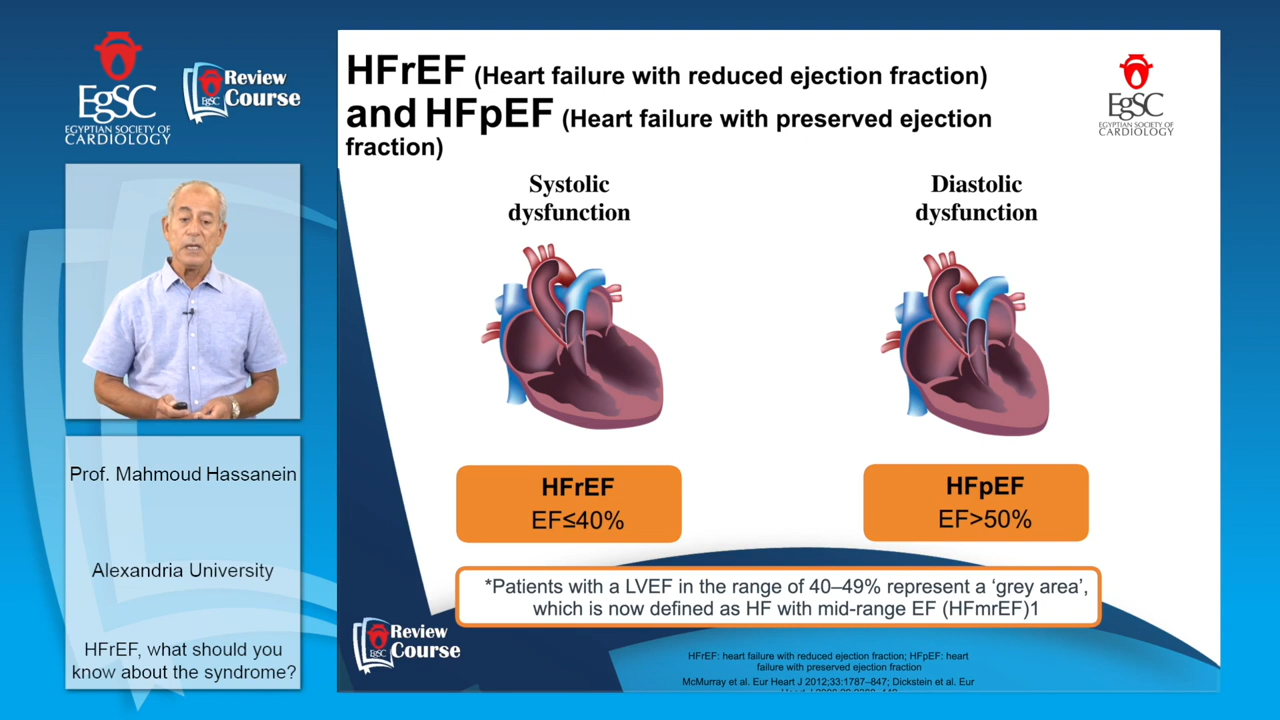 EgSC
EGYPTIAN SOCIETY OF
CARDIOLOGY
EgSC
Review
Course
Prof. Mahmoud Hassanein
Alexandria University
HFrEF, what should you
know about the syndrome?
HFrEF (Heart failure with reduced ejection fraction)
and HFpEF (Heart failure with preserved ejection
fraction)
EgSC
EGYPTIAN SOCIETY OF
CARDIOLOGY
Systolic
dysfunction
Diastolic
dysfunction
HFrEF
EF≤40%
HFpEF
EF>50%
*Patients with a LVEF in the range of 40–49% represent a ‘grey area’,
which is now defined as HF with mid-range EF (HFmrEF)1
EgSC
Review
Course
HFrEF: heart failure with reduced ejection fraction; HFpEF: heart
failure with preserved ejection fraction
McMurray et al. Eur Heart J 2012;33:1787–847; Dickstein et al. Eur